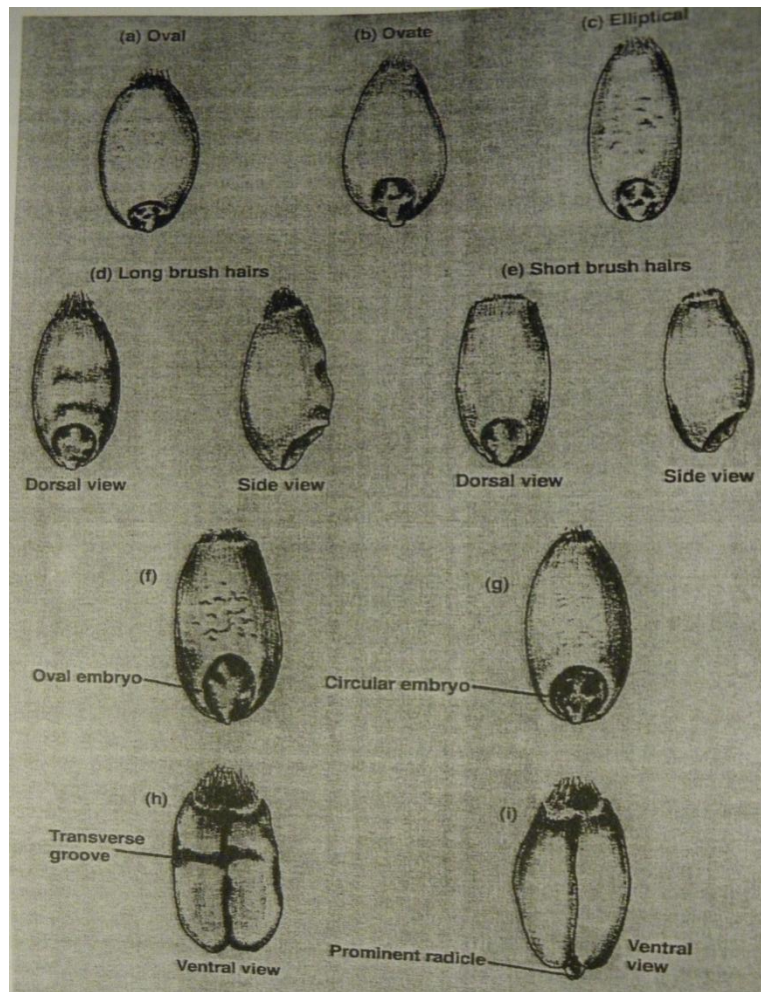 (a) Oval
(b) Ovate
(c) Elliptical
(d) Long brush hairs
(e) Short brush hairs
Dorsal view
Side view
Dorsal view
Side view
(f)
(g)
Oval embryo
Circular embryo
(h)
(i)
Transverse
groove
Prominent radicle
Ventral view
Ventral
view